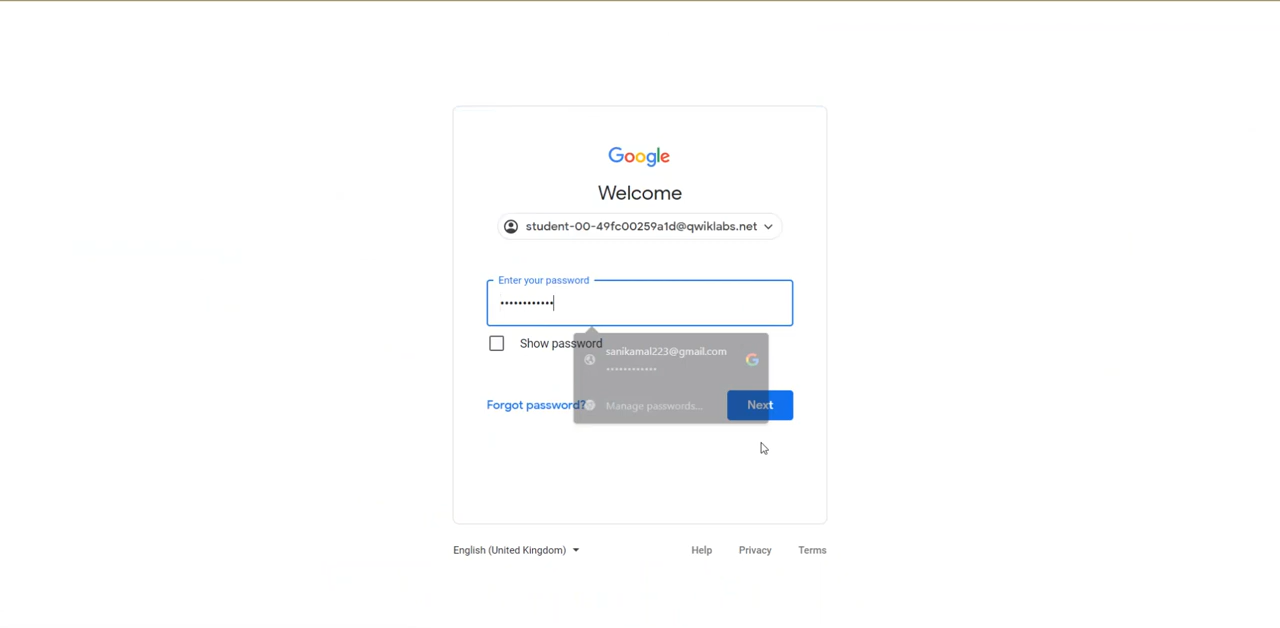 Google
Welcome
student-00-49fc00259a1d@qwiklabs.net
Enter your password
••••••••••••
Show password
sanikamal223@gmail.com
••••••••••••
Forgot password?
Manage passwords...
Next
English (United Kingdom)
Help
Privacy
Terms